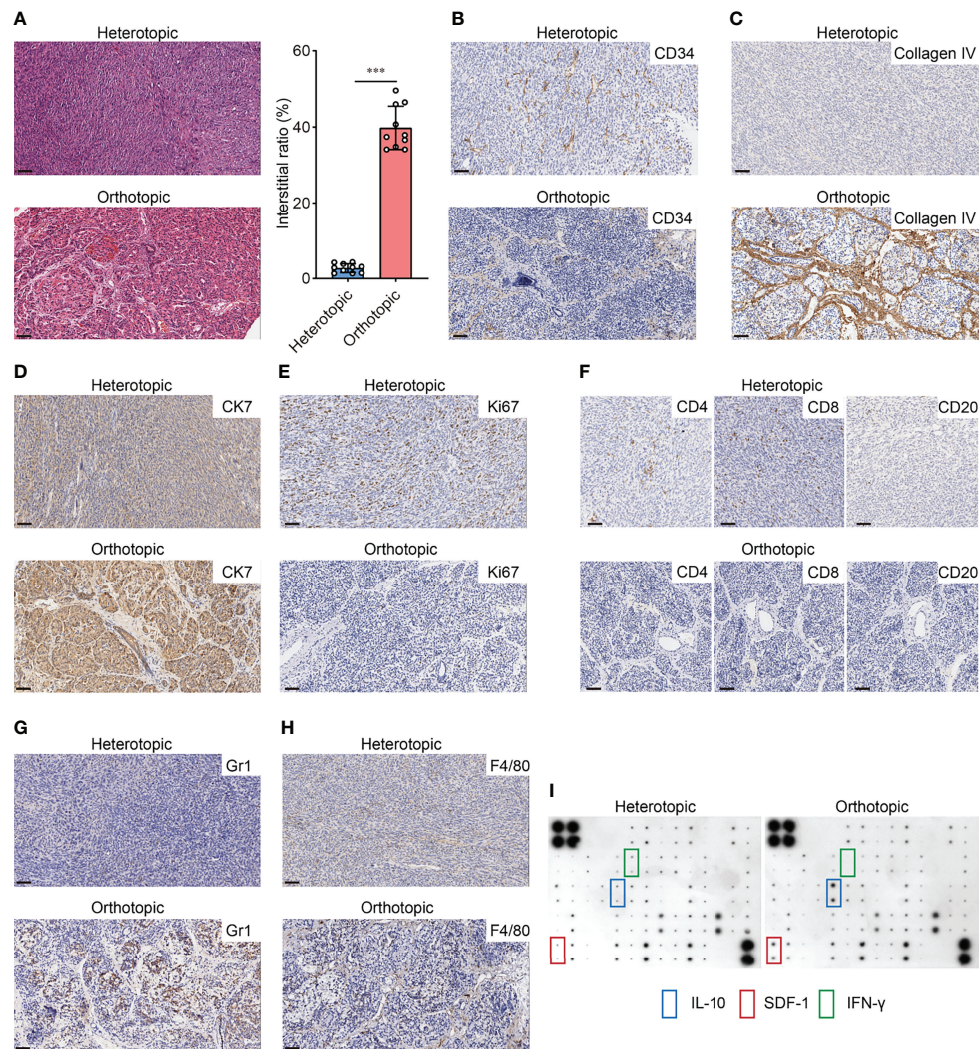 A
Heterotopic
Orthotopic
Interstitial ratio (%)
60
40
20
0
***
Heterotopic
Orthotopic
B
Heterotopic
CD34
Orthotopic
CD34
C
Heterotopic
Collagen IV
Orthotopic
Collagen IV
D
Heterotopic
CK7
Orthotopic
CK7
E
Heterotopic
Ki67
Orthotopic
Ki67
F
Heterotopic
CD4
CD8
CD20
Orthotopic
CD4
CD8
CD20
G
Heterotopic
Gr1
Orthotopic
Gr1
H
Heterotopic
F4/80
Orthotopic
F4/80
I
Heterotopic
Orthotopic
IL-10
SDF-1
IFN-γ